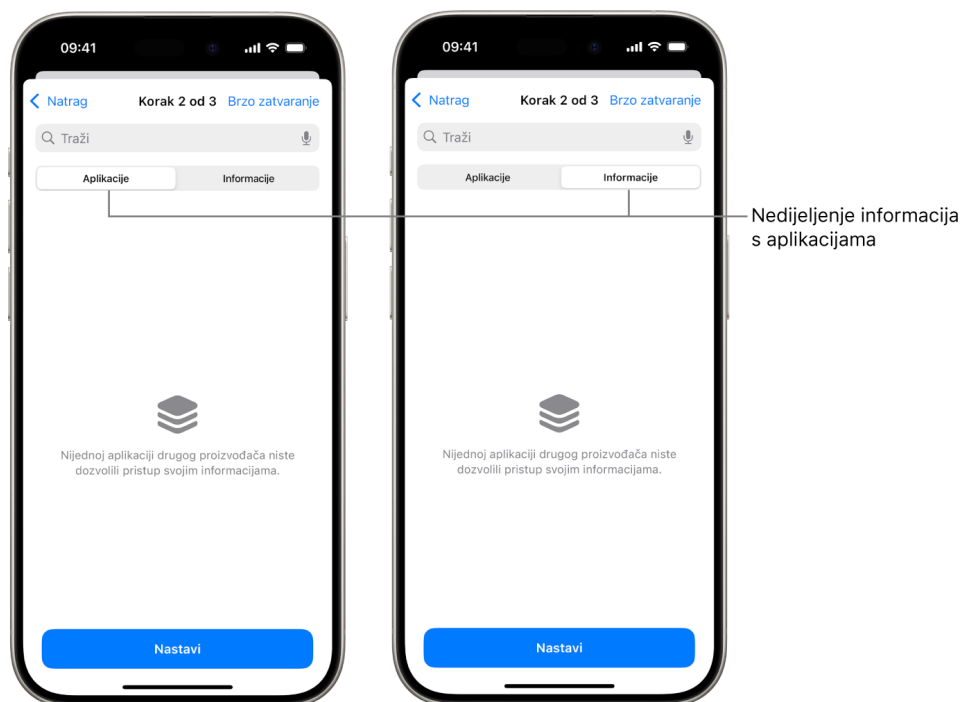 09:41
Natrag
Korak 2 od 3
Brzo zatvaranje
Traži
Aplikacije
Informacije
Nijednoj aplikaciji drugog proizvođača niste
dozvolili pristup svojim informacijama.
Nastavi
09:41
Natrag
Korak 2 od 3
Brzo zatvaranje
Traži
Aplikacije
Informacije
Nijednoj aplikaciji drugog proizvođača niste
dozvolili pristup svojim informacijama.
Nastavi
Nedijeljenje informacija
s aplikacijama